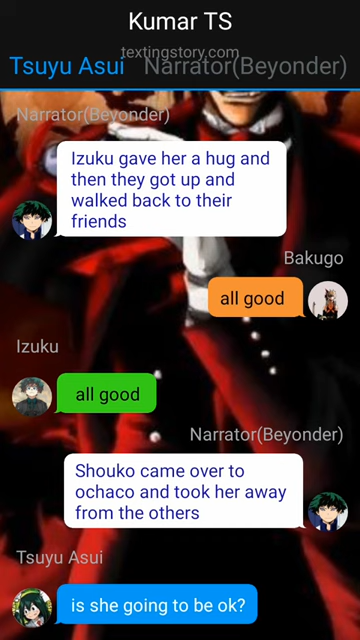 Kumar TS
textingstory.com
Tsuyu Asui Narrator(Beyonder)
Narrator(Beyonder)
Izuku gave her a hug and
then they got up and
walked back to their
friends
Bakugo
all good
Izuku
all good
Narrator(Beyonder)
Shouko came over to
ochaco and took her away
from the others
Tsuyu Asui
is she going to be ok?